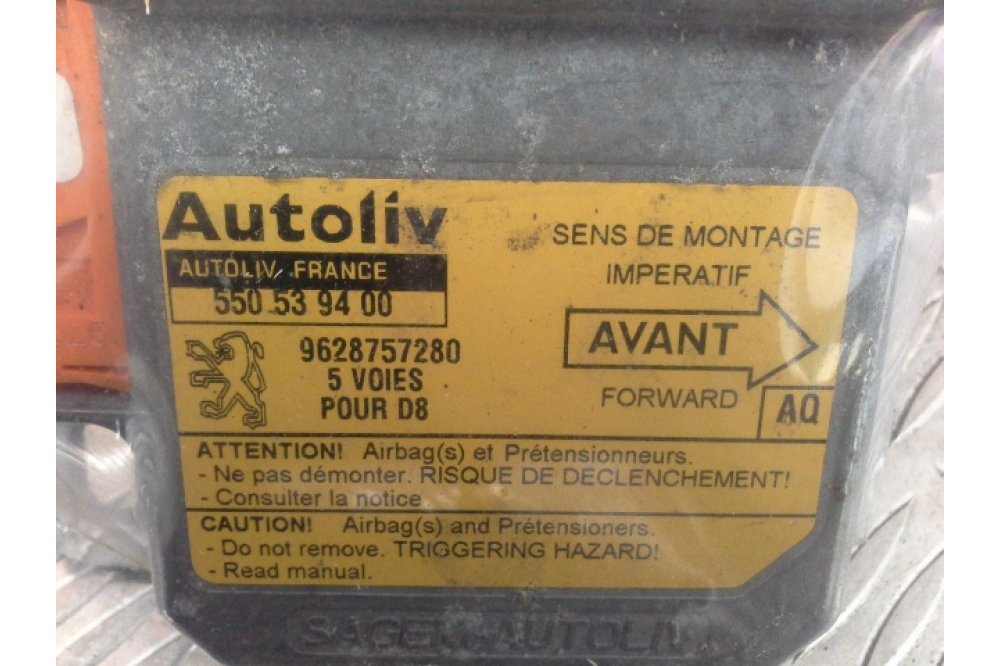 Autoliv
AUTOLIV FRANCE
550 53 94 00
9628757280
5 VOIES
POUR D8
SENS DE MONTAGE
IMPERATIF
AVANT
FORWARD
AQ
ATTENTION! Airbag(s) et Prétensionneurs.
- Ne pas démonter. RISQUE DE DECLENCHEMENT!
- Consulter la notice
CAUTION! Airbag(s) and Prétensioners.
- Do not remove. TRIGGERING HAZARD!
- Read manual.
SAGEM-AUTOLIV